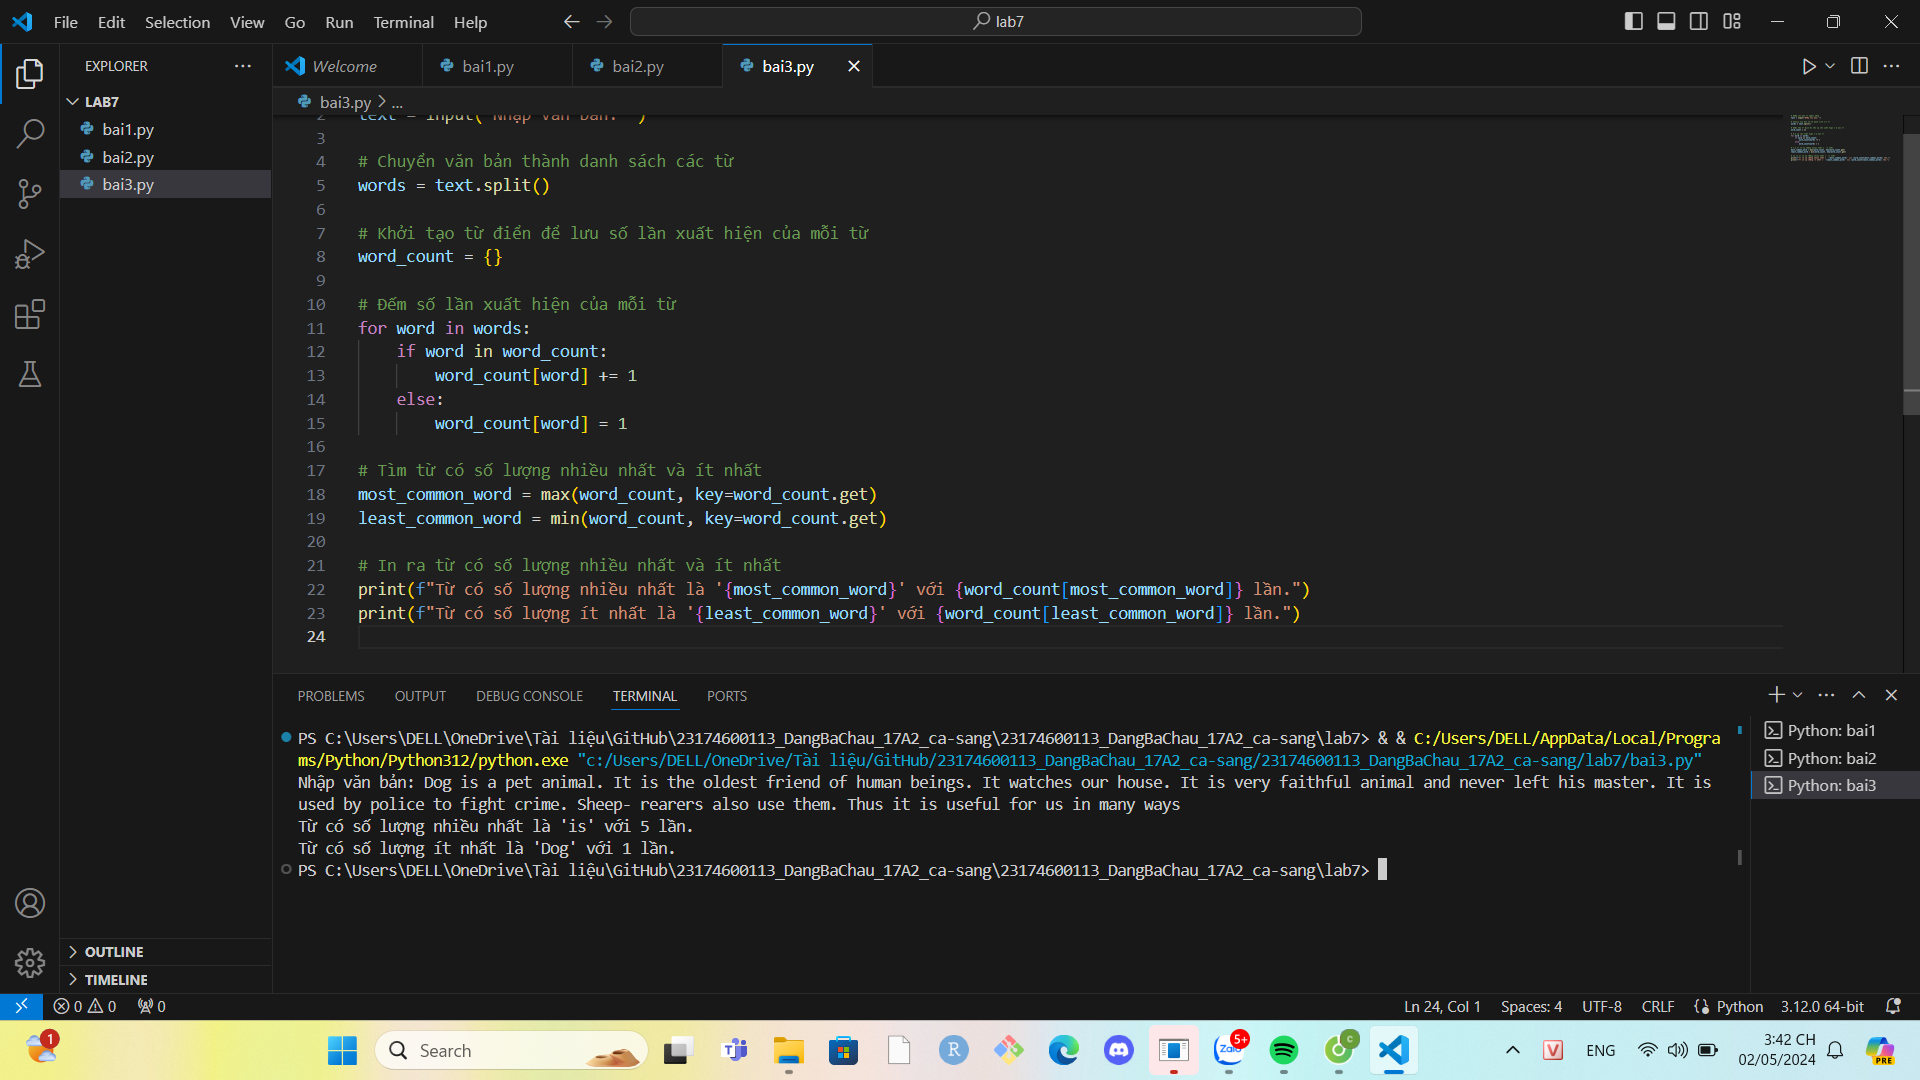 File Edit Selection View Go Run Terminal Help
lab7
EXPLORER
LAB7
bai1.py
bai2.py
bai3.py
OUTLINE
TIMELINE
Welcome
bai1.py
bai2.py
bai3.py
bai3.py > ...
2 text = input("Nhập văn bản: ")
3
4 # Chuyển văn bản thành danh sách các từ
5 words = text.split()
6
7 # Khởi tạo từ điển để lưu số lần xuất hiện của mỗi từ
8 word_count = {}
9
10 # Đếm số lần xuất hiện của mỗi từ
11 for word in words:
12 if word in word_count:
13 word_count[word] += 1
14 else:
15 word_count[word] = 1
16
17 # Tìm từ có số lượng nhiều nhất và ít nhất
18 most_common_word = max(word_count, key=word_count.get)
19 least_common_word = min(word_count, key=word_count.get)
20
21 # In ra từ có số lượng nhiều nhất và ít nhất
22 print(f"Từ có số lượng nhiều nhất là '{most_common_word}' với {word_count[most_common_word]} lần.")
23 print(f"Từ có số lượng ít nhất là '{least_common_word}' với {word_count[least_common_word]} lần.")
24
PROBLEMS OUTPUT DEBUG CONSOLE TERMINAL PORTS
PS C:\Users\DELL\OneDrive\Tài liệu\GitHub\23174600113_DangBaChau_17A2_ca-sang\23174600113_DangBaChau_17A2_ca-sang\lab7> & & C:/Users/DELL/AppData/Local/Progra
ms/Python/Python312/python.exe "c:/Users/DELL/OneDrive/Tài liệu/GitHub/23174600113_DangBaChau_17A2_ca-sang/23174600113_DangBaChau_17A2_ca-sang/lab7/bai3.py"
Nhập văn bản: Dog is a pet animal. It is the oldest friend of human beings. It watches our house. It is very faithful animal and never left his master. It is
used by police to fight crime. Sheep- rearers also use them. Thus it is useful for us in many ways
Từ có số lượng nhiều nhất là 'is' với 5 lần.
Từ có số lượng ít nhất là 'Dog' với 1 lần.
PS C:\Users\DELL\OneDrive\Tài liệu\GitHub\23174600113_DangBaChau_17A2_ca-sang\23174600113_DangBaChau_17A2_ca-sang\lab7>
Python: bai1
Python: bai2
Python: bai3
0 0 0
Ln 24, Col 1 Spaces: 4 UTF-8 CRLF Python 3.12.0 64-bit
1
Search
R
Zalo
5+
C
V
ENG
3:42 CH
02/05/2024
PRE